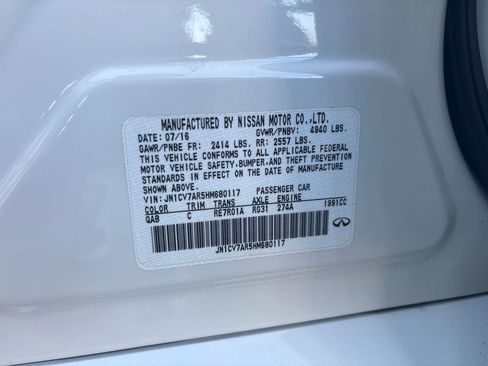 MANUFACTURED BY NISSAN MOTOR CO.,LTD.
DATE: 07/16 GVWR/PNBV: 4940 LBS.
GAWR/PNBE FR: 2414 LBS. RR: 2557 LBS.
THIS VEHICLE CONFORMS TO ALL APPLICABLE FEDERAL
MOTOR VEHICLE SAFETY,BUMPER,AND THEFT PREVENTION
STANDARDS IN EFFECT ON THE DATE OF MANUFACTURE
SHOWN ABOVE.
VIN: JN1CV7AR5HM680117 PASSENGER CAR
COLOR TRIM TRANS AXLE ENGINE
QAB C RE7R01A RG31 274A 1991CC
JN1CV7AR5HM680117